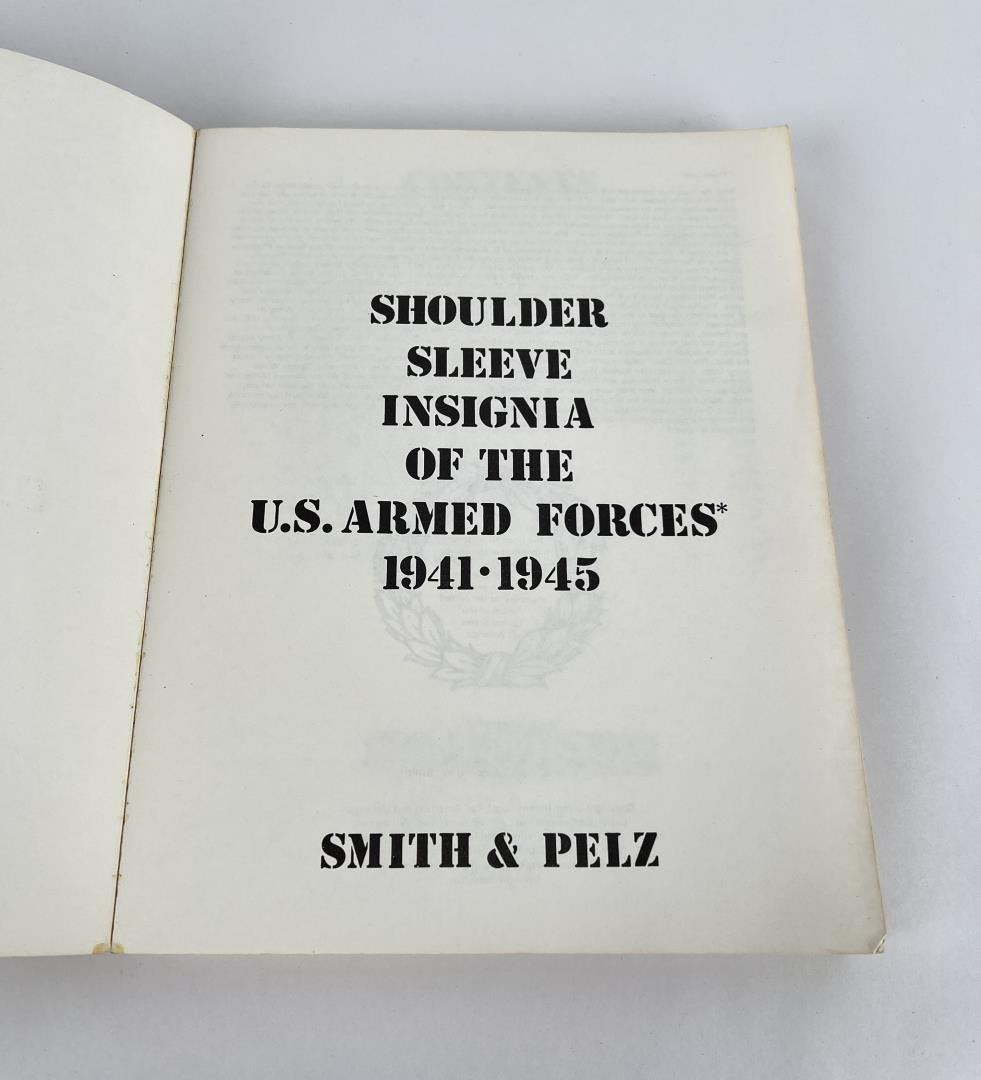 SHOULDER
SLEEVE
INSIGNIA
OF THE
U.S. ARMED FORCES*
1941 • 1945
SMITH & PELZ